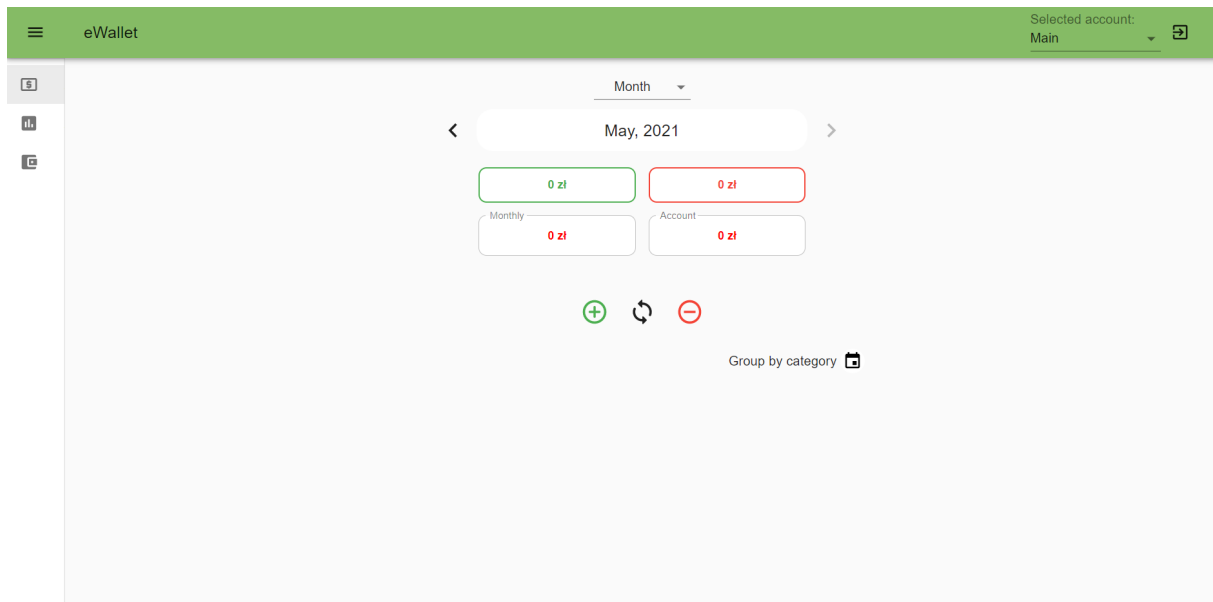 eWallet
Selected account:
Main
Month
May, 2021
0 zł
0 zł
Monthly
0 zł
Account
0 zł
Group by category